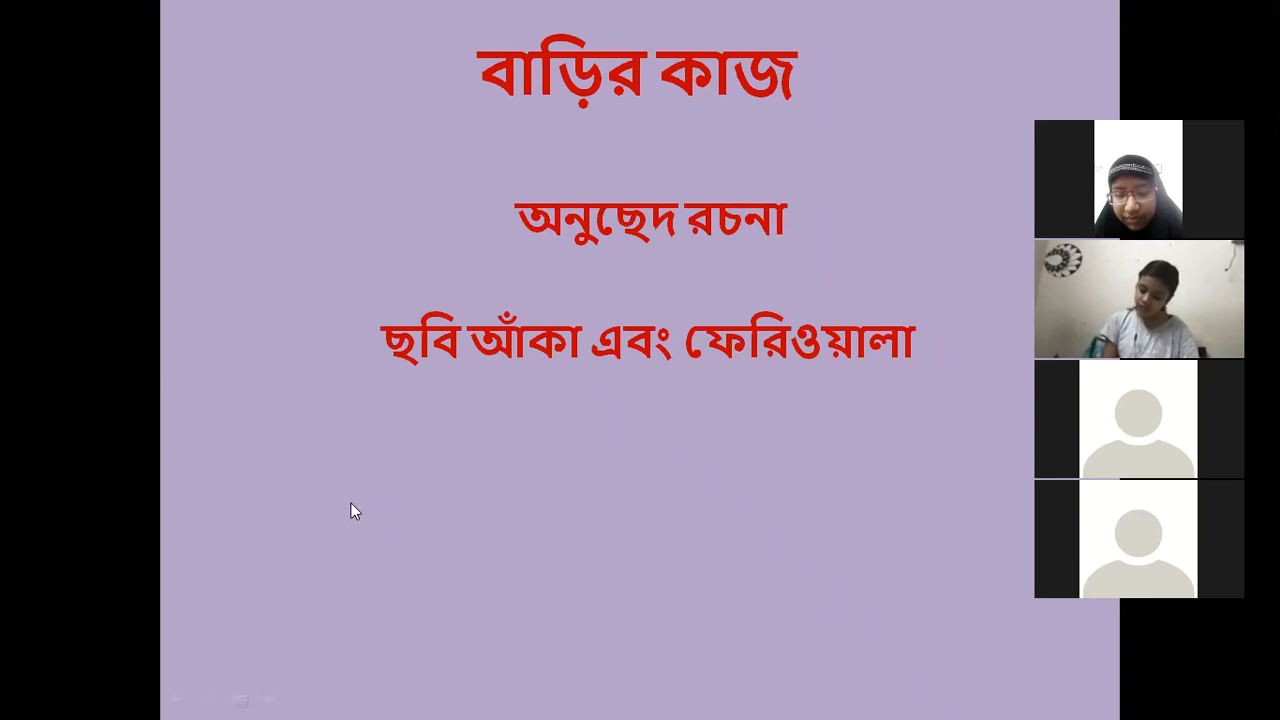 বাড়ির কাজ
অনুছেদ রচনা
ছবি আঁকা এবং ফেরিওয়ালা